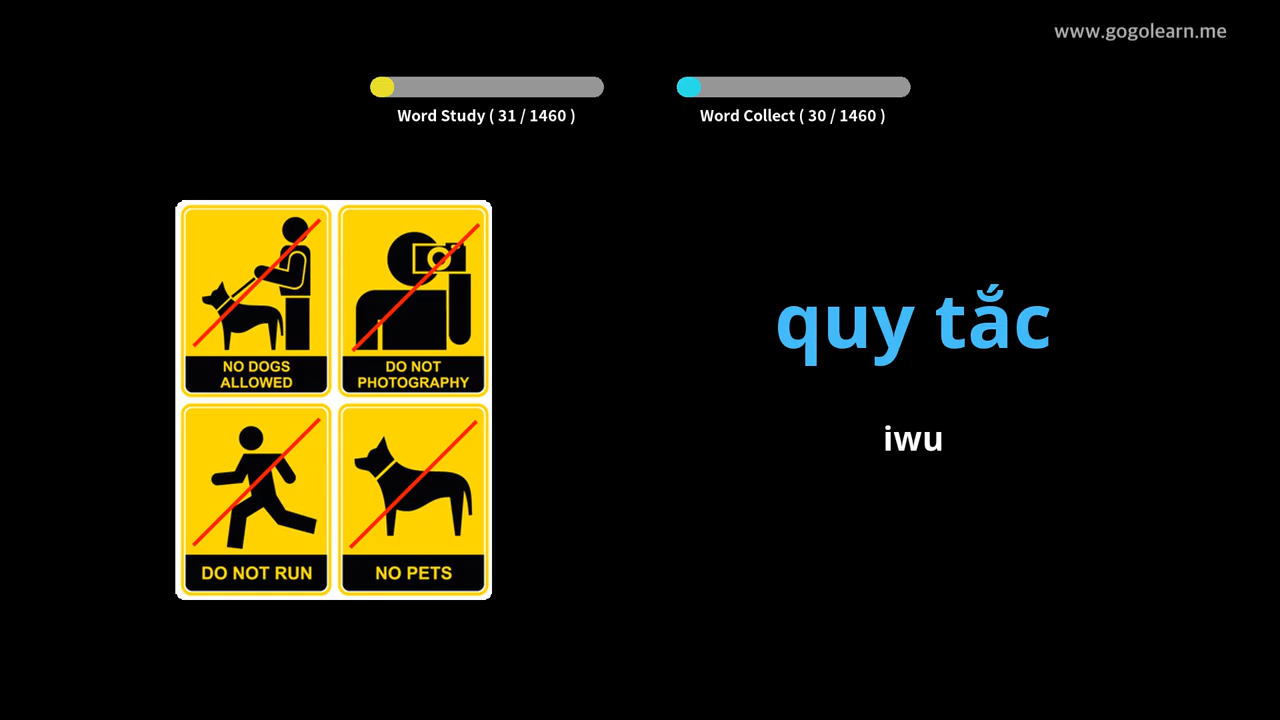 www.gogolearn.me
Word Study ( 31 / 1460 )
Word Collect ( 30 / 1460 )
NO DOGS
ALLOWED
DO NOT
PHOTOGRAPHY
DO NOT RUN
NO PETS
quy tắc
iwu